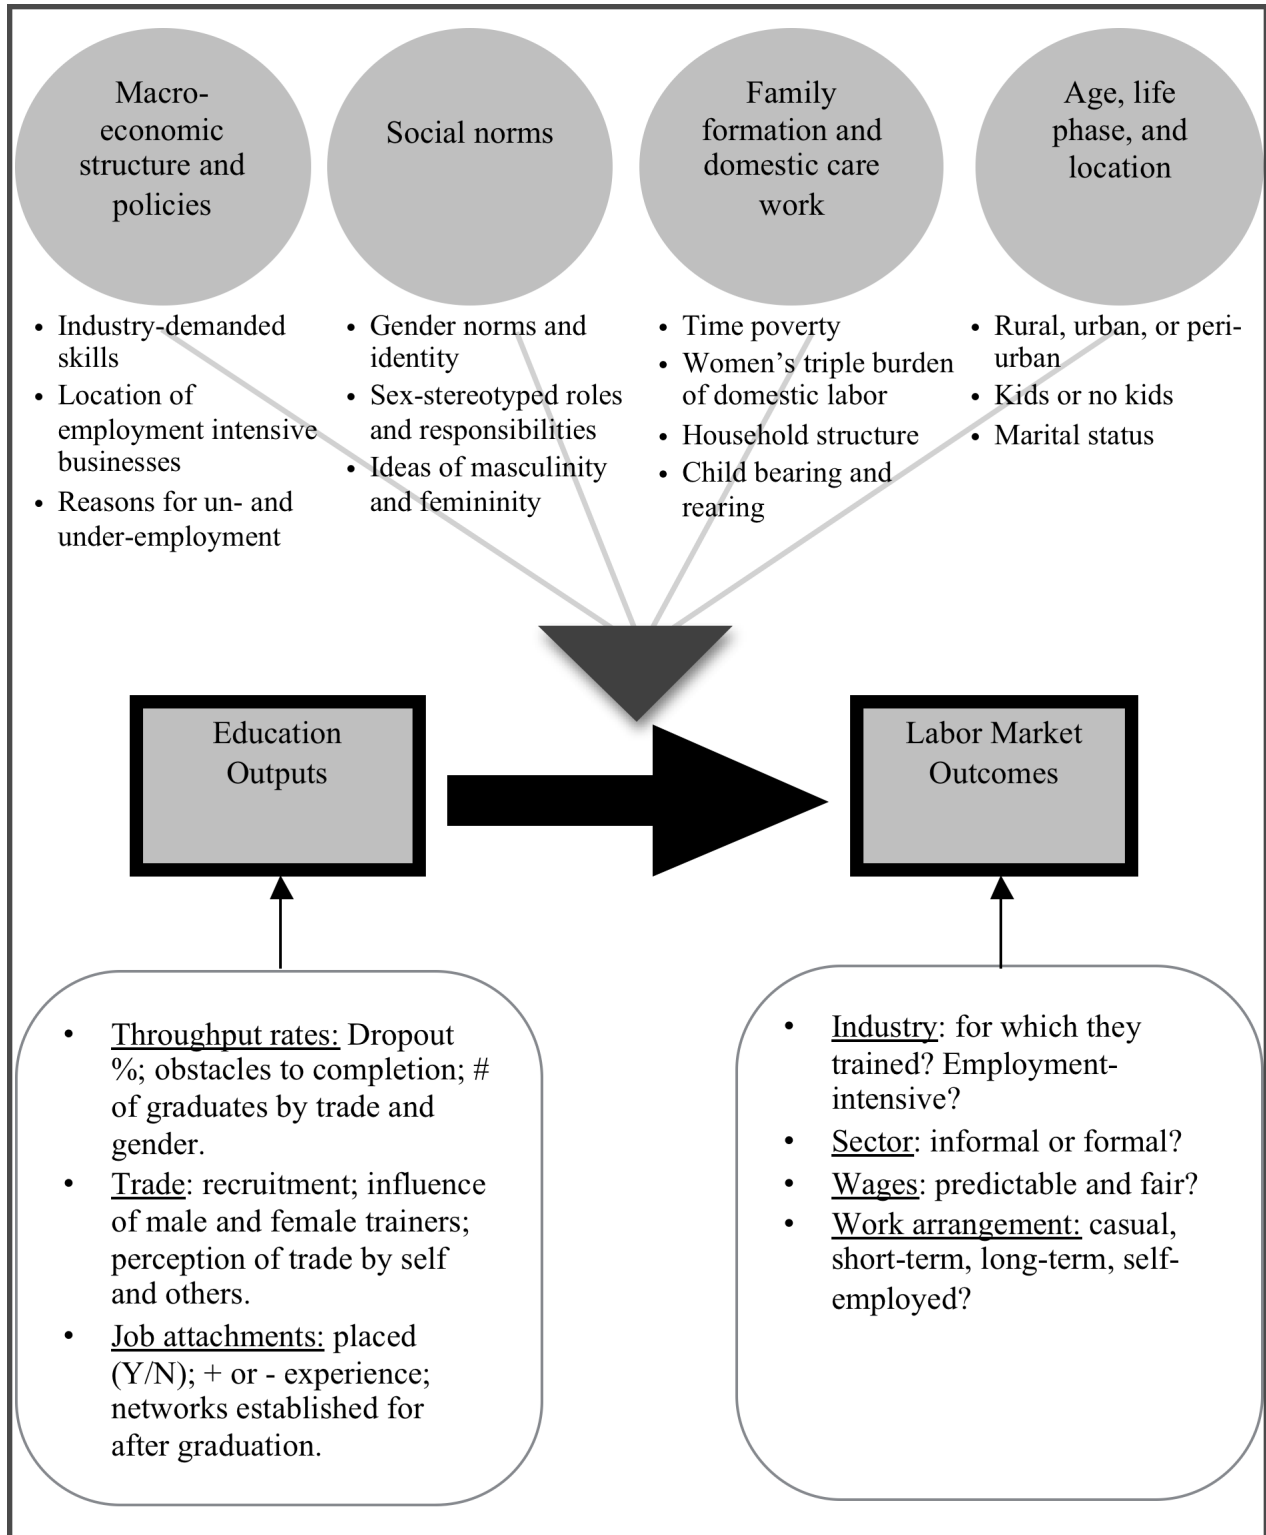 Macro-
economic
structure and
policies
Social norms
Family
formation and
domestic care
work
Age, life
phase, and
location
• Industry-demanded
skills
• Location of
employment intensive
businesses
• Reasons for un- and
under-employment
• Gender norms and
identity
• Sex-stereotyped roles
and responsibilities
• Ideas of masculinity
and femininity
• Time poverty
• Women’s triple burden
of domestic labor
• Household structure
• Child bearing and
rearing
• Rural, urban, or peri-
urban
• Kids or no kids
• Marital status
Education
Outputs
Labor Market
Outcomes
• Throughput rates: Dropout
%; obstacles to completion; #
of graduates by trade and
gender.
• Trade: recruitment; influence
of male and female trainers;
perception of trade by self
and others.
• Job attachments: placed
(Y/N); + or - experience;
networks established for
after graduation.
• Industry: for which they
trained? Employment-
intensive?
• Sector: informal or formal?
• Wages: predictable and fair?
• Work arrangement: casual,
short-term, long-term, self-
employed?